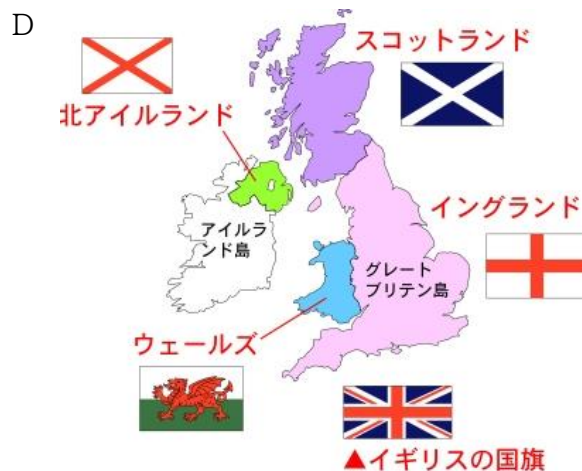 D
スコットランド
北アイルランド
イングランド
アイルラ
ンド島
グレート
ブリテン島
ウェールズ
▲イギリスの国旗